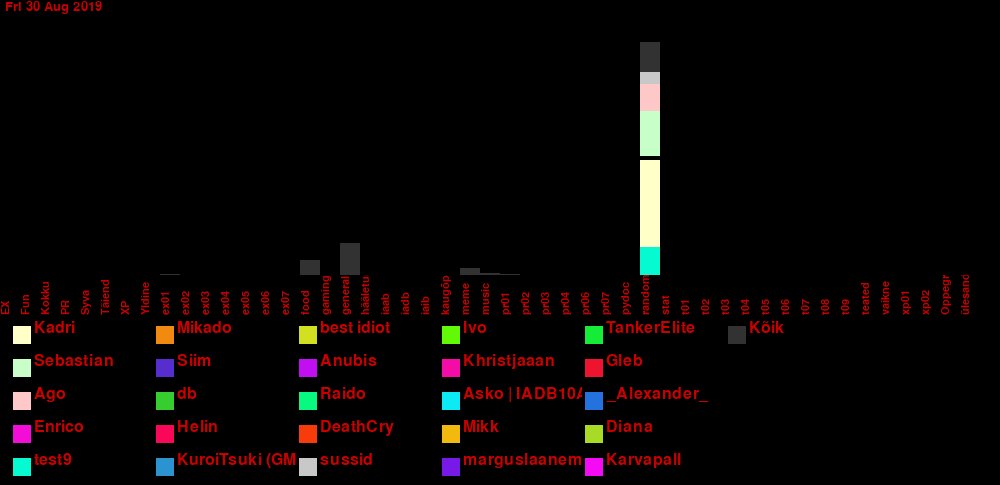 Fri 30 Aug 2019
EX
Fun
Kokku
PR
Syva
Täiend
XP
Yldine
ex01
ex02
ex03
ex04
ex05
ex06
ex07
food
gaming
general
hääletu
iaab
iadb
iaib
kaugõp
meme
music
pr01
pr02
pr03
pr04
pr06
pr07
pydoc
random
stat
t01
t02
t03
t04
t05
t06
t07
t08
t09
teated
vaikne
xp01
xp02
Õppegr
ülesand
Kadri Mikado best idiot Ivo TankerElite Kõik
Sebastian Siim Anubis Khristjaaan Gleb
Ago db Raido Asko | IADB10A _Alexander_
Enrico Helin DeathCry Mikk Diana
test9 KuroiTsuki (GM sussid marguslaanem Karvapall